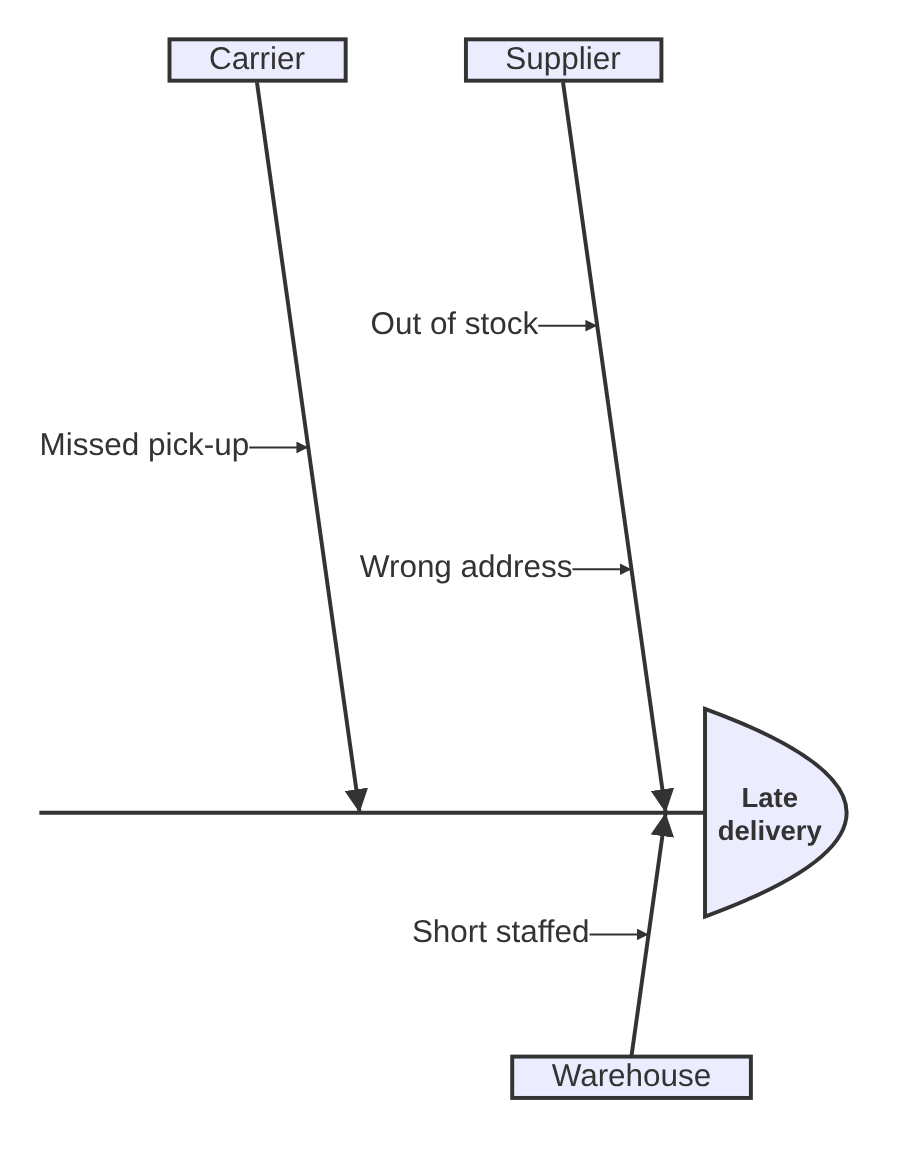 Carrier
Supplier
Out of stock
Missed pick-up
Wrong address
Late
delivery
Short staffed
Warehouse